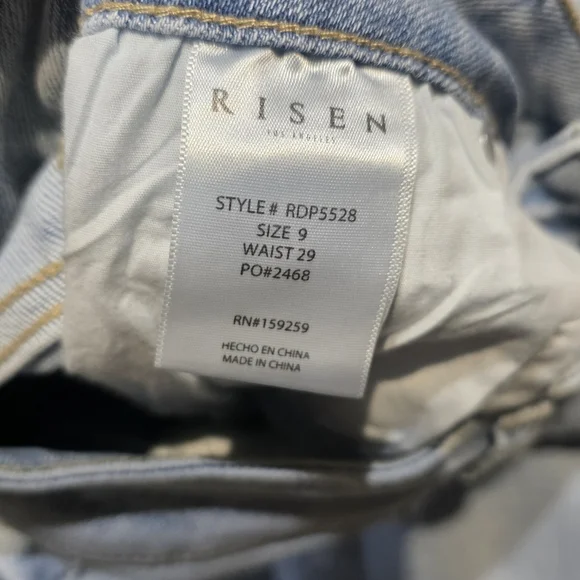 RISEN
LOS ANGELES
STYLE# RDP5528
SIZE 9
WAIST 29
PO#2468
RN#159259
HECHO EN CHINA
MADE IN CHINA